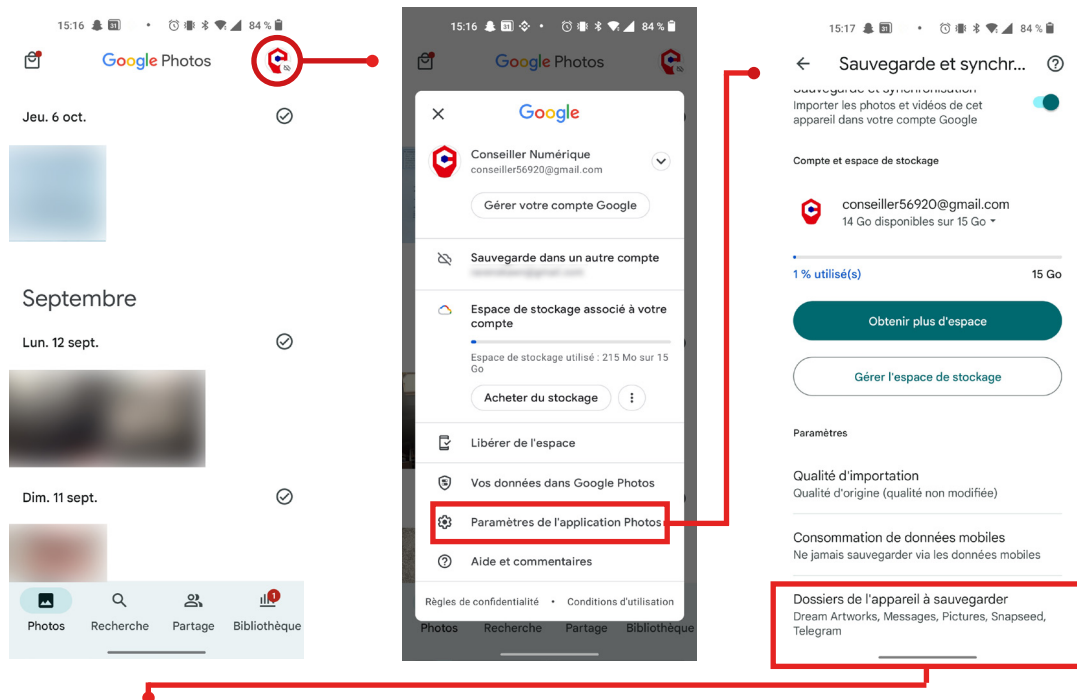 15:16
31
84 %
Google Photos
Jeu. 6 oct.
Septembre
Lun. 12 sept.
Dim. 11 sept.
1
Photos
Recherche
Partage
Bibliothèque
15:16
31
84 %
Google Photos
Google
Conseiller Numérique
conseiller56920@gmail.com
Gérer votre compte Google
Sauvegarde dans un autre compte
Espace de stockage associé à votre
compte
Espace de stockage utilisé : 215 Mo sur 15
Go
Acheter du stockage
Libérer de l'espace
Vos données dans Google Photos
Paramètres de l'application Photos
Aide et commentaires
Règles de confidentialité • Conditions d'utilisation
Photos
Recherche
Partage
Bibliothèque
15:17
31
84 %
Sauvegarde et synchr...
Sauvegarde et synchronisation
Importer les photos et vidéos de cet
appareil dans votre compte Google
Compte et espace de stockage
conseiller56920@gmail.com
14 Go disponibles sur 15 Go
1 % utilisé(s)
15 Go
Obtenir plus d'espace
Gérer l'espace de stockage
Paramètres
Qualité d'importation
Qualité d'origine (qualité non modifiée)
Consommation de données mobiles
Ne jamais sauvegarder via les données mobiles
Dossiers de l'appareil à sauvegarder
Dream Artworks, Messages, Pictures, Snapseed,
Telegram